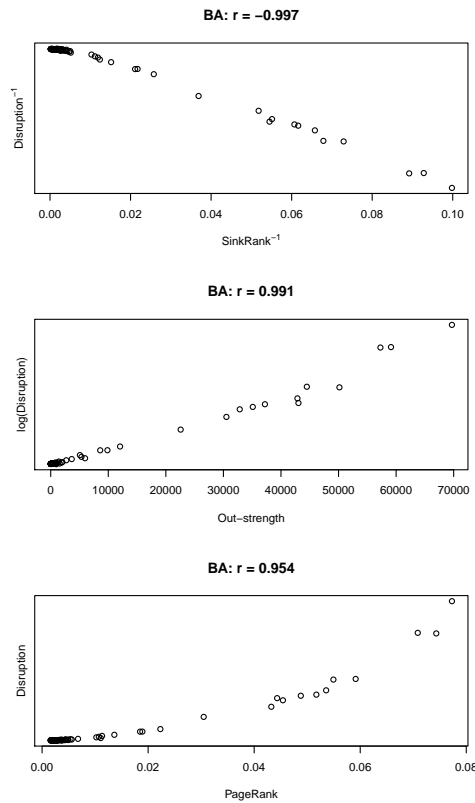 BA: r = −0.997
Disruption⁻¹
0.00 0.02 0.04 0.06 0.08 0.10
SinkRank⁻¹
BA: r = 0.991
log(Disruption)
0 10000 20000 30000 40000 50000 60000 70000
Out−strength
BA: r = 0.954
Disruption
0.00 0.02 0.04 0.06 0.08
PageRank